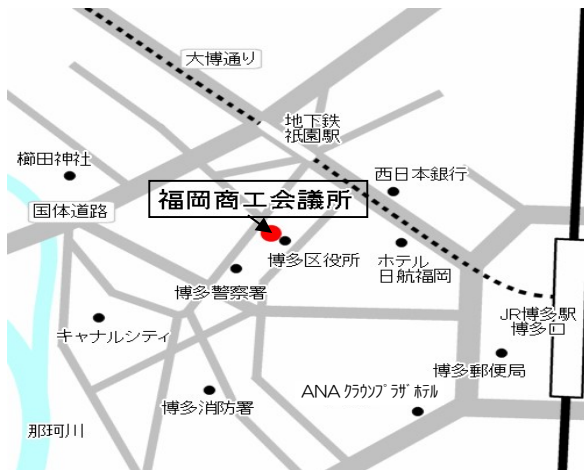 大博通り
地下鉄
祇園駅
櫛田神社
西日本銀行
国体道路
福岡商工会議所
博多区役所
ホテル
日航福岡
博多警察署
JR博多駅
博多口
キャナルシティ
博多郵便局
ANA クラウンプラザホテル
博多消防署
那珂川